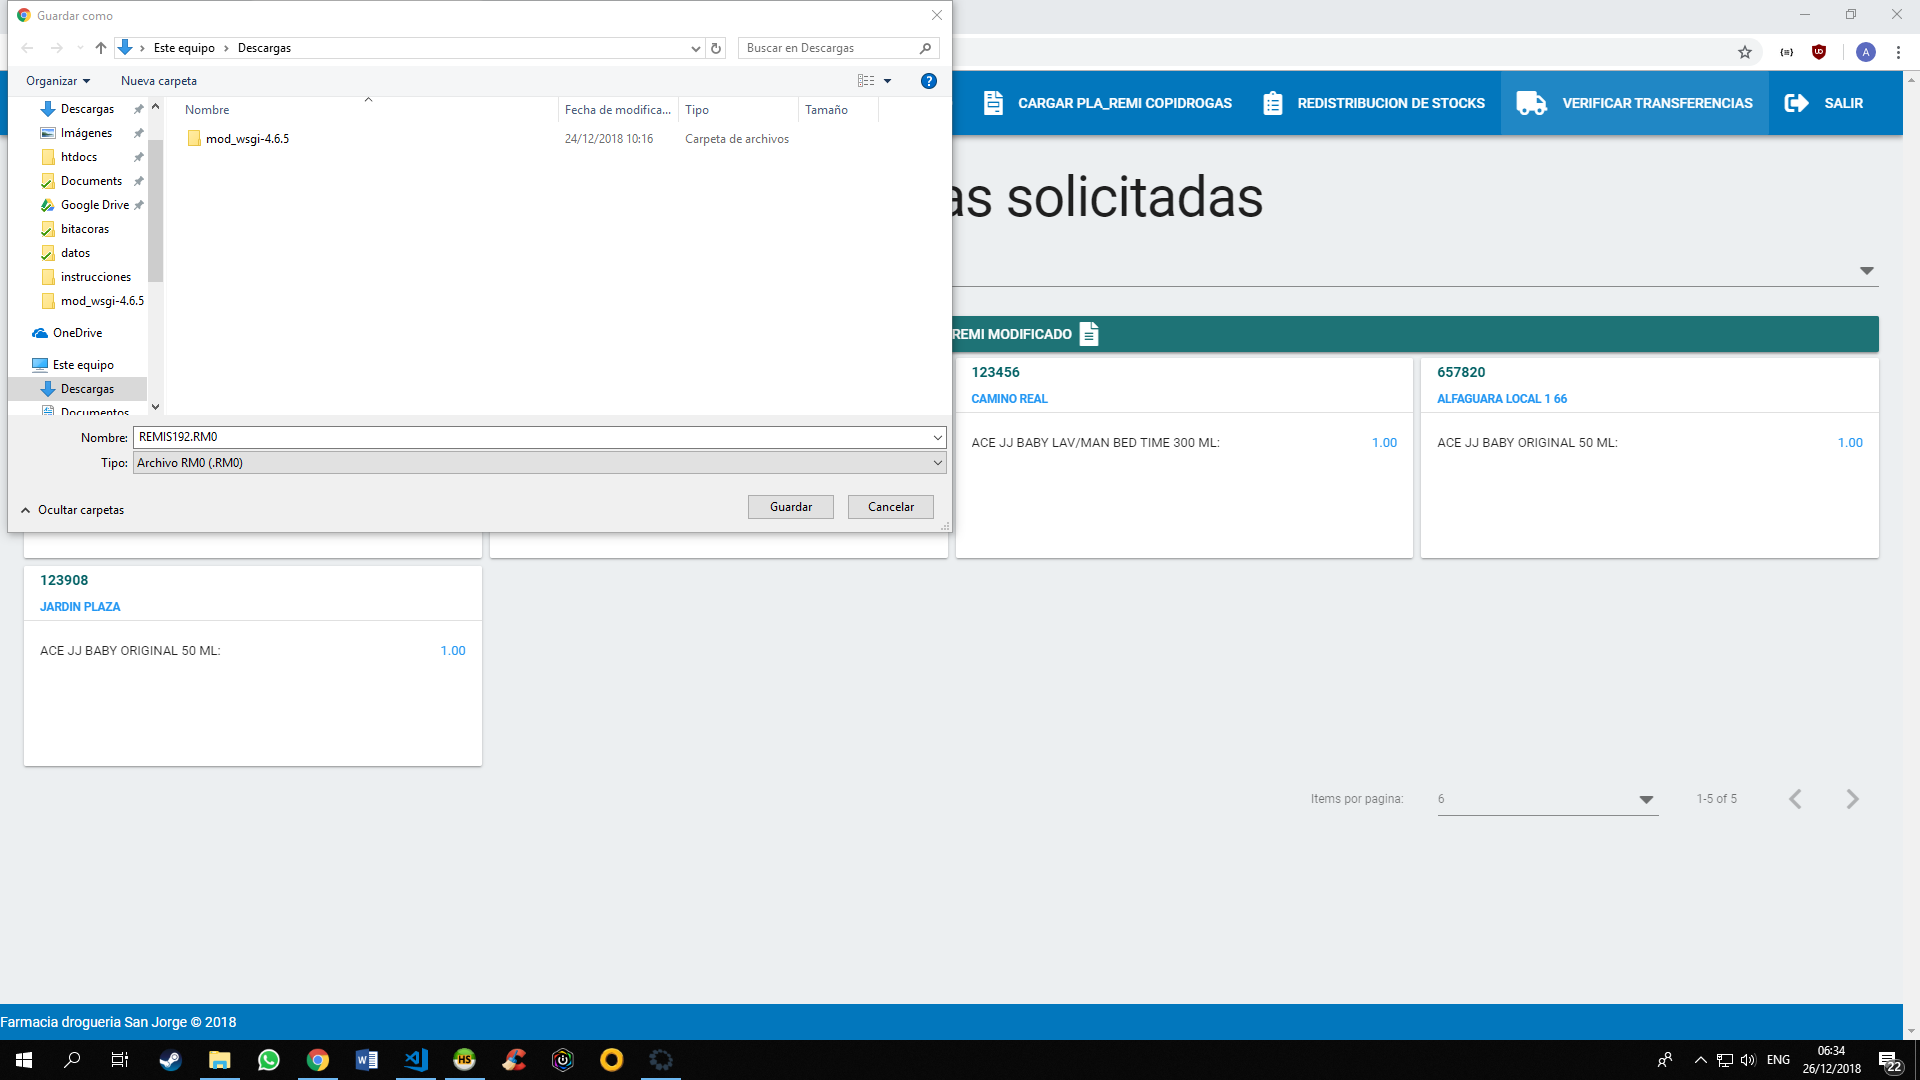 Guardar como
Este equipo › Descargas
Buscar en Descargas
Organizar
Nueva carpeta
Descargas
Imágenes
htdocs
Documents
Google Drive
bitacoras
datos
instrucciones
mod_wsgi-4.6.5
OneDrive
Este equipo
Descargas
Documentos
Nombre
Fecha de modifica...
Tipo
Tamaño
mod_wsgi-4.6.5
24/12/2018 10:16
Carpeta de archivos
Nombre: REMIS192.RM0
Tipo: Archivo RM0 (.RM0)
Ocultar carpetas
Guardar
Cancelar
A
CARGAR PLA_REMI COPIDROGAS
REDISTRIBUCION DE STOCKS
VERIFICAR TRANSFERENCIAS
SALIR
as solicitadas
REMI MODIFICADO
123456
CAMINO REAL
ACE JJ BABY LAV/MAN BED TIME 300 ML: 1.00
657820
ALFAGUARA LOCAL 1 66
ACE JJ BABY ORIGINAL 50 ML: 1.00
123908
JARDIN PLAZA
ACE JJ BABY ORIGINAL 50 ML: 1.00
Items por pagina: 6
1-5 of 5
Farmacia drogueria San Jorge © 2018
HS
ENG
06:34
26/12/2018
22